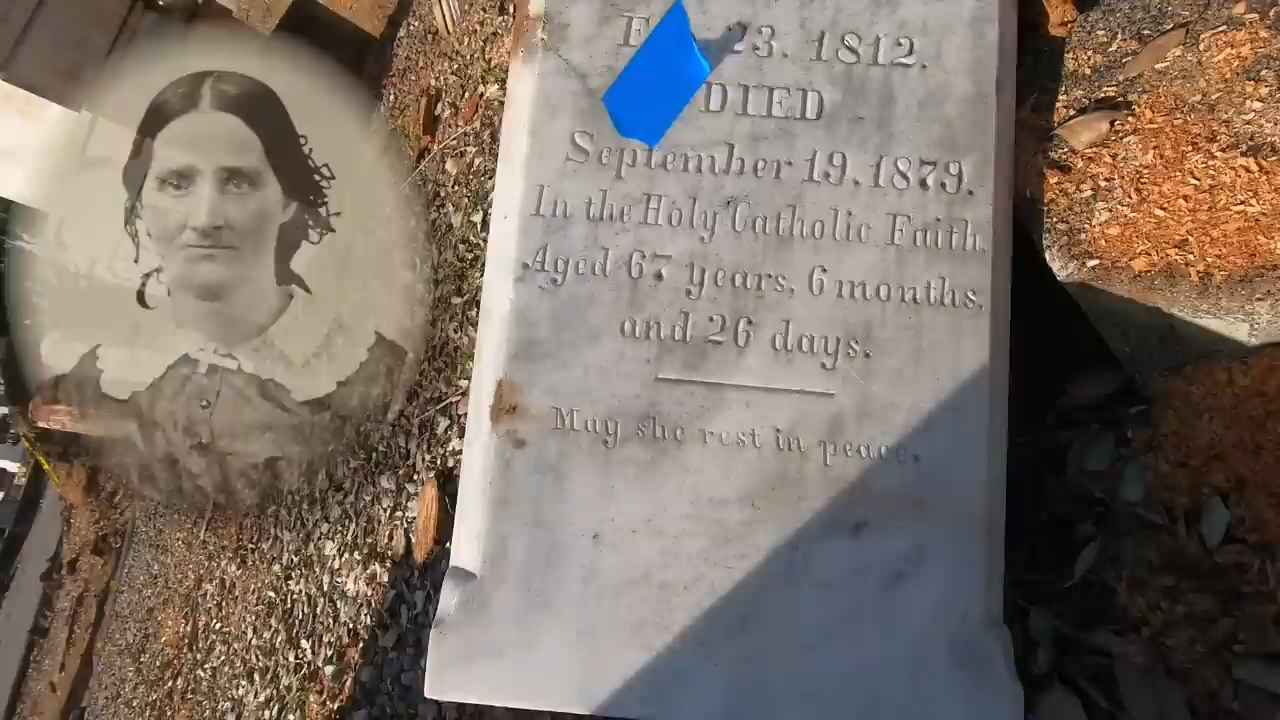 23. 1812.
DIED
September 19. 1879.
In the Holy Catholic Faith.
Aged 67 years, 6 months,
and 26 days.
May she rest in peace.